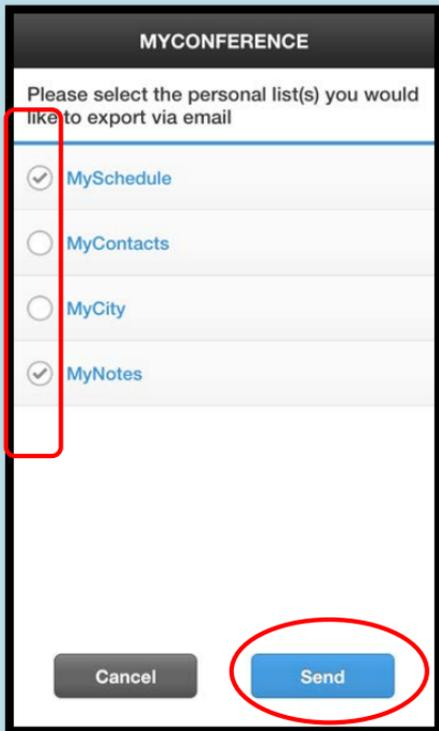 MYCONFERENCE
Please select the personal list(s) you would
like to export via email
MySchedule
MyContacts
MyCity
MyNotes
Cancel
Send